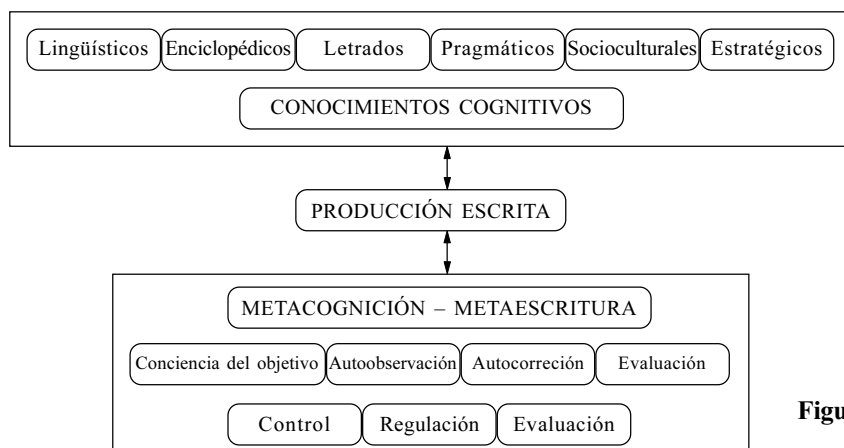 Lingüísticos Enciclopédicos Letrados Pragmáticos Socioculturales Estratégicos
CONOCIMIENTOS COGNITIVOS
PRODUCCIÓN ESCRITA
METACOGNICIÓN – METAESCRITURA
Conciencia del objetivo Autoobservación Autocorreción Evaluación
Control Regulación Evaluación